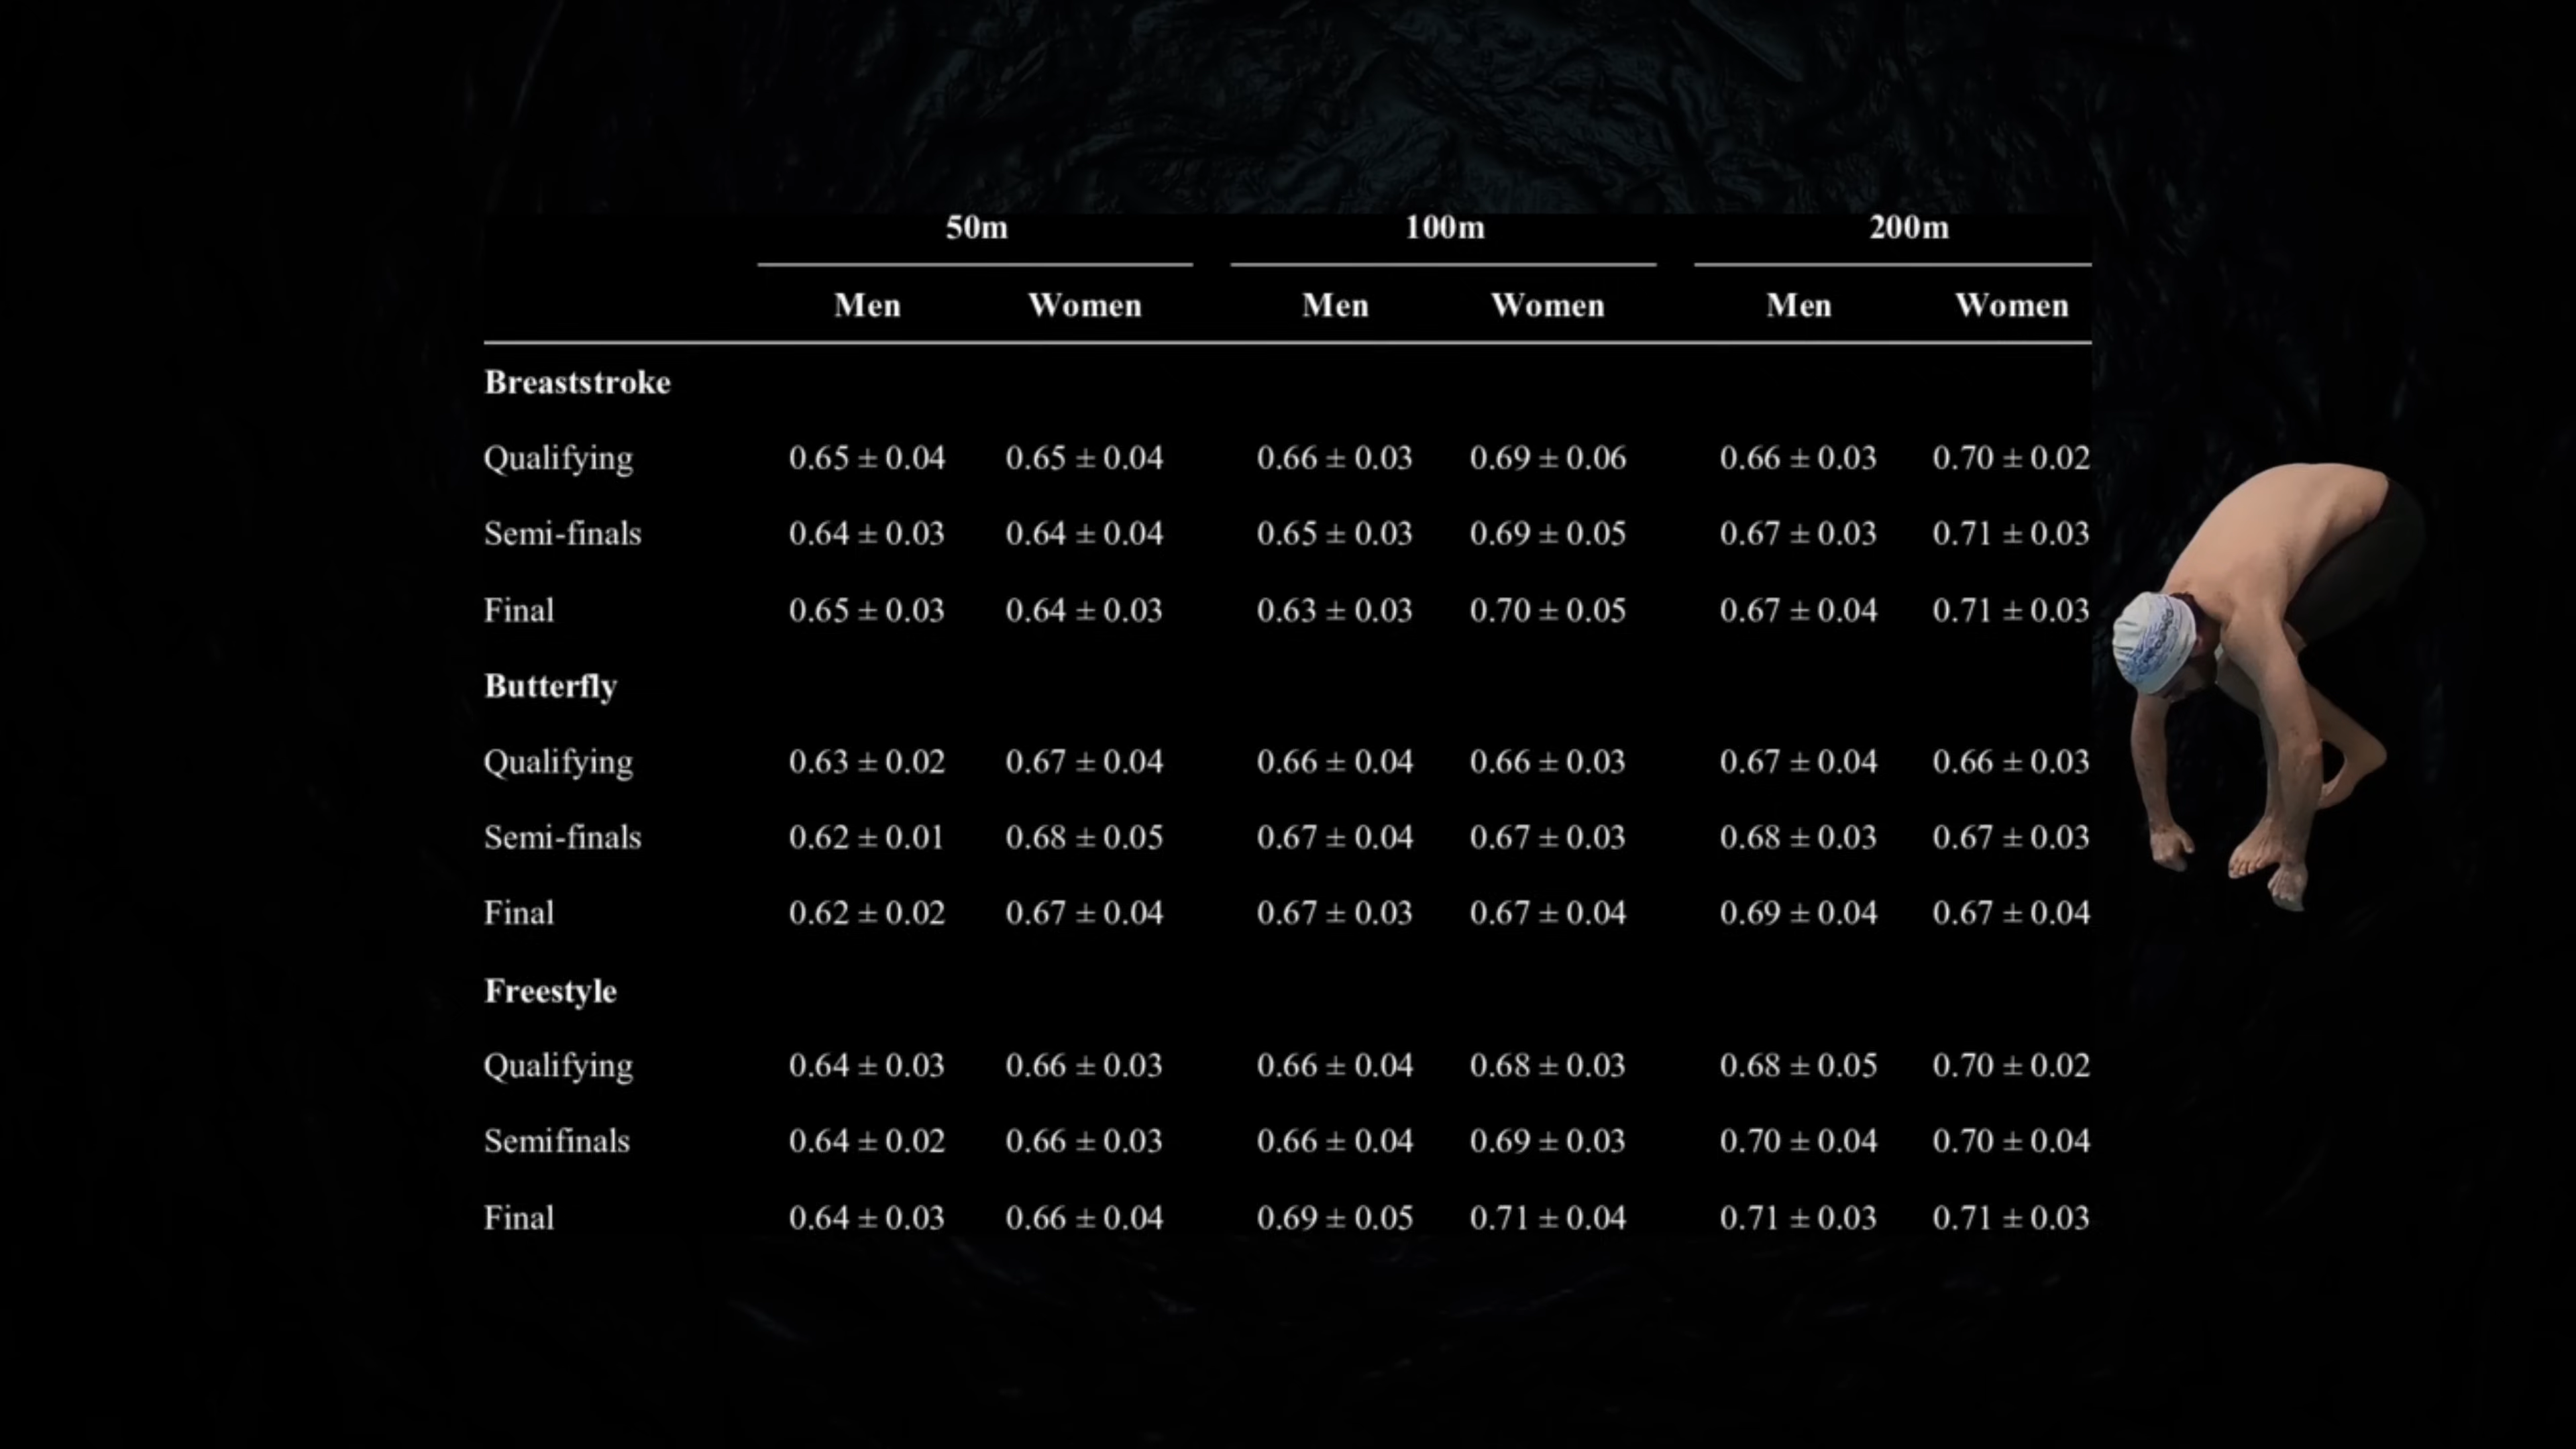 50m 100m 200m
Men Women Men Women Men Women
Breaststroke
Qualifying 0.65 ± 0.04 0.65 ± 0.04 0.66 ± 0.03 0.69 ± 0.06 0.66 ± 0.03 0.70 ± 0.02
Semi-finals 0.64 ± 0.03 0.64 ± 0.04 0.65 ± 0.03 0.69 ± 0.05 0.67 ± 0.03 0.71 ± 0.03
Final 0.65 ± 0.03 0.64 ± 0.03 0.63 ± 0.03 0.70 ± 0.05 0.67 ± 0.04 0.71 ± 0.03
Butterfly
Qualifying 0.63 ± 0.02 0.67 ± 0.04 0.66 ± 0.04 0.66 ± 0.03 0.67 ± 0.04 0.66 ± 0.03
Semi-finals 0.62 ± 0.01 0.68 ± 0.05 0.67 ± 0.04 0.67 ± 0.03 0.68 ± 0.03 0.67 ± 0.03
Final 0.62 ± 0.02 0.67 ± 0.04 0.67 ± 0.03 0.67 ± 0.04 0.69 ± 0.04 0.67 ± 0.04
Freestyle
Qualifying 0.64 ± 0.03 0.66 ± 0.03 0.66 ± 0.04 0.68 ± 0.03 0.68 ± 0.05 0.70 ± 0.02
Semifinals 0.64 ± 0.02 0.66 ± 0.03 0.66 ± 0.04 0.69 ± 0.03 0.70 ± 0.04 0.70 ± 0.04
Final 0.64 ± 0.03 0.66 ± 0.04 0.69 ± 0.05 0.71 ± 0.04 0.71 ± 0.03 0.71 ± 0.03